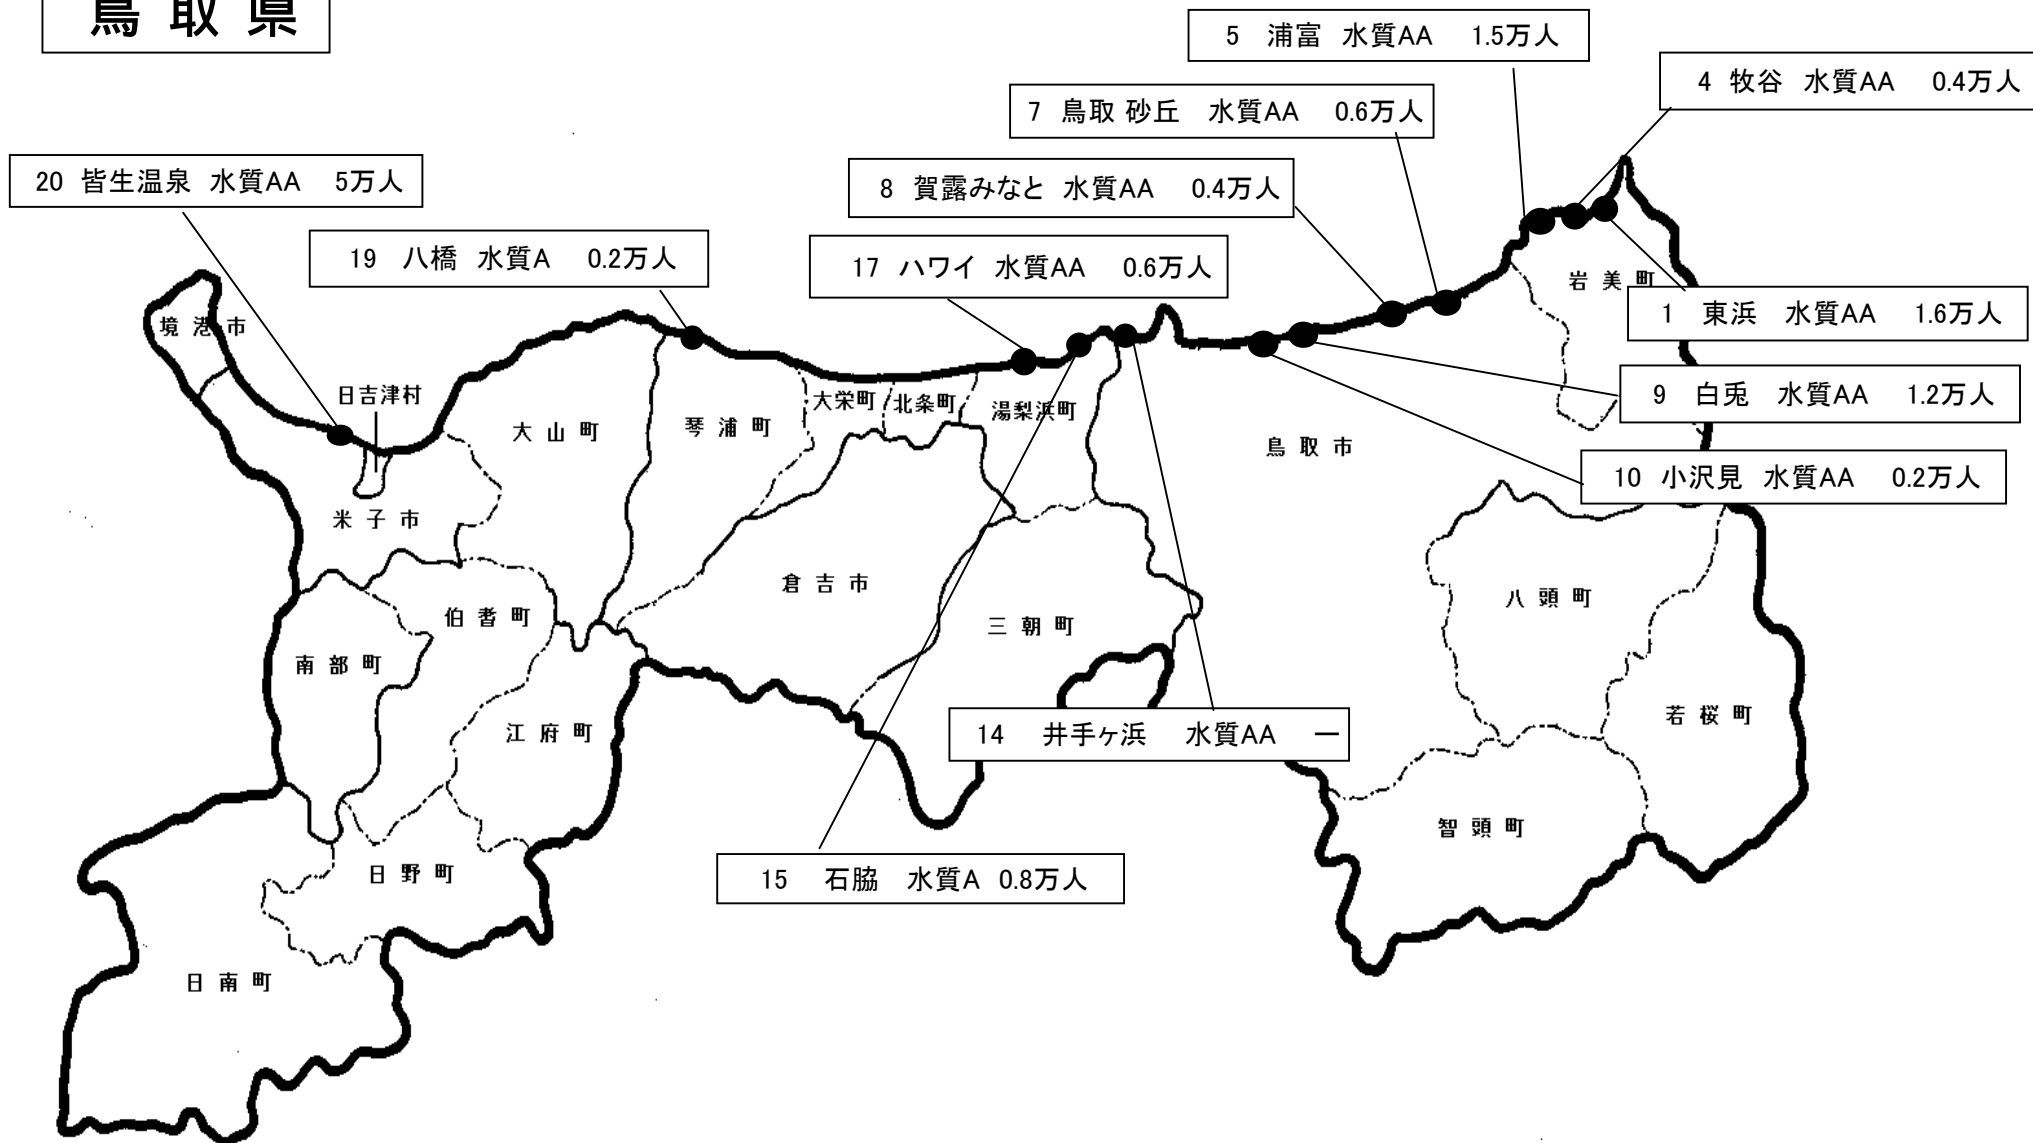 鳥 取 県
5 浦富 水質AA 1.5万人
4 牧谷 水質AA 0.4万人
7 鳥取 砂丘 水質AA 0.6万人
20 皆生温泉 水質AA 5万人
8 賀露みなと 水質AA 0.4万人
19 八橋 水質A 0.2万人
17 ハワイ 水質AA 0.6万人
岩 美 町
1 東浜 水質AA 1.6万人
境 港 市
日吉津村
大栄町
北条町
湯梨浜町
9 白兎 水質AA 1.2万人
大 山 町
琴 浦 町
鳥 取 市
10 小沢見 水質AA 0.2万人
米 子 市
倉 吉 市
八 頭 町
伯 耆 町
三 朝 町
南 部 町
若 桜 町
江 府 町
14 井手ヶ浜 水質AA ー
智 頭 町
日 野 町
15 石脇 水質A 0.8万人
日 南 町